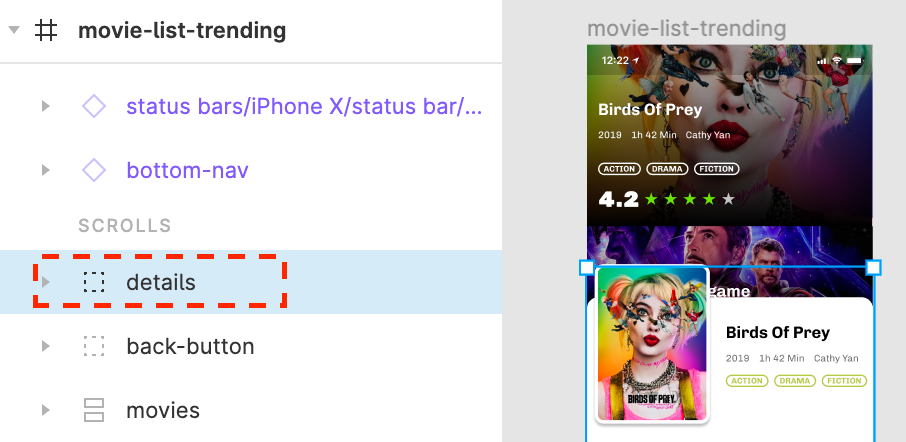 movie-list-trending
status bars/iPhone X/status bar/...
bottom-nav
SCROLLS
details
back-button
movies
movie-list-trending
12:22
Birds Of Prey
2019 1h 42 Min Cathy Yan
ACTION DRAMA FICTION
4.2
game
BIRDS OF PREY
Birds Of Prey
2019 1h 42 Min Cathy Yan
ACTION DRAMA FICTION